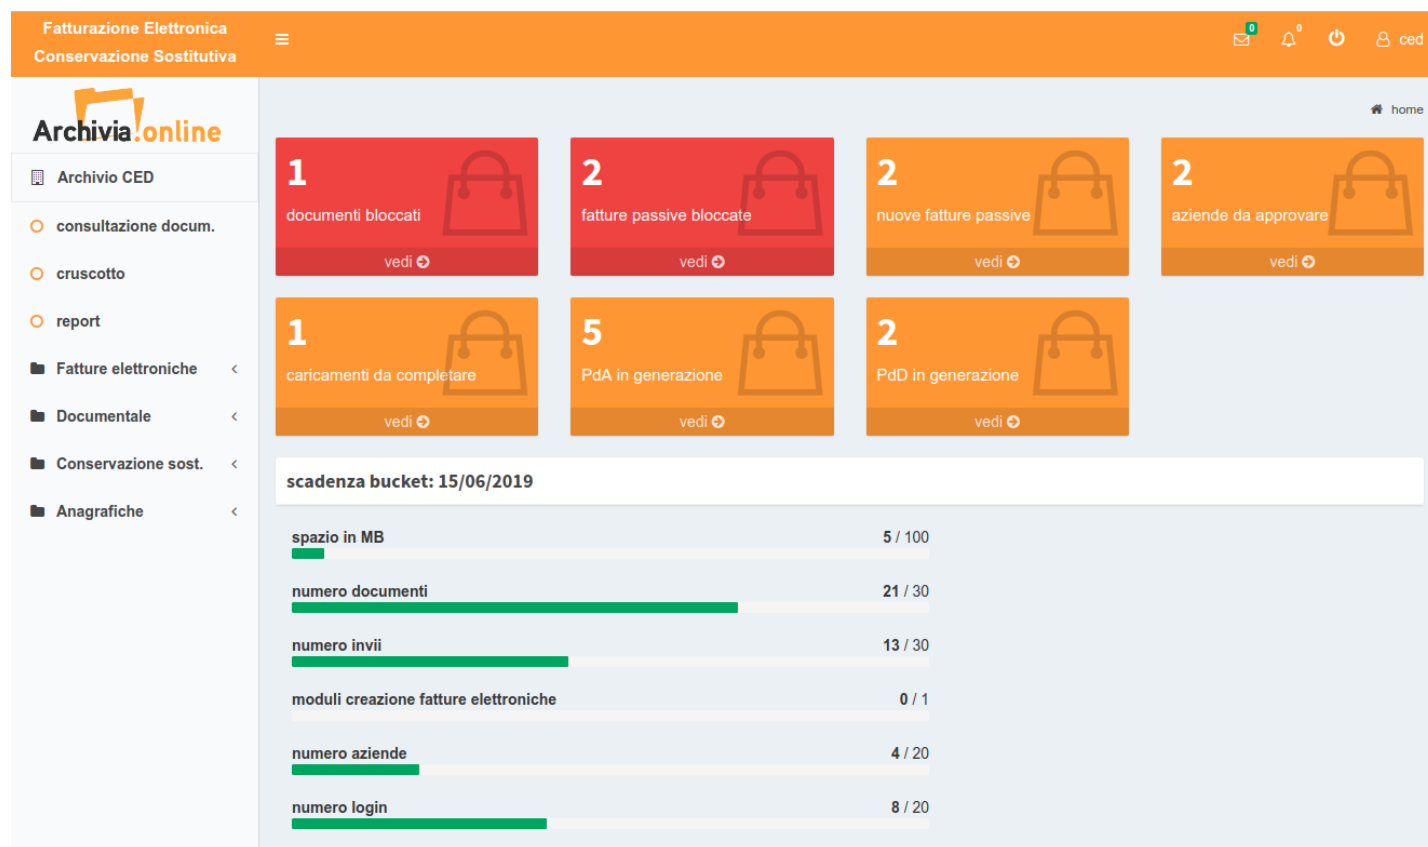 Fatturazione Elettronica
Conservazione Sostitutiva
0
0
ced
Archivia.online
home
Archivio CED
consultazione docum.
cruscotto
report
Fatture elettroniche
Documentale
Conservazione sost.
Anagrafiche
1
documenti bloccati
vedi
2
fatture passive bloccate
vedi
2
nuove fatture passive
vedi
2
aziende da approvare
vedi
1
caricamenti da completare
vedi
5
PdA in generazione
vedi
2
PdD in generazione
vedi
scadenza bucket: 15/06/2019
spazio in MB 5 / 100
numero documenti 21 / 30
numero invii 13 / 30
moduli creazione fatture elettroniche 0 / 1
numero aziende 4 / 20
numero login 8 / 20